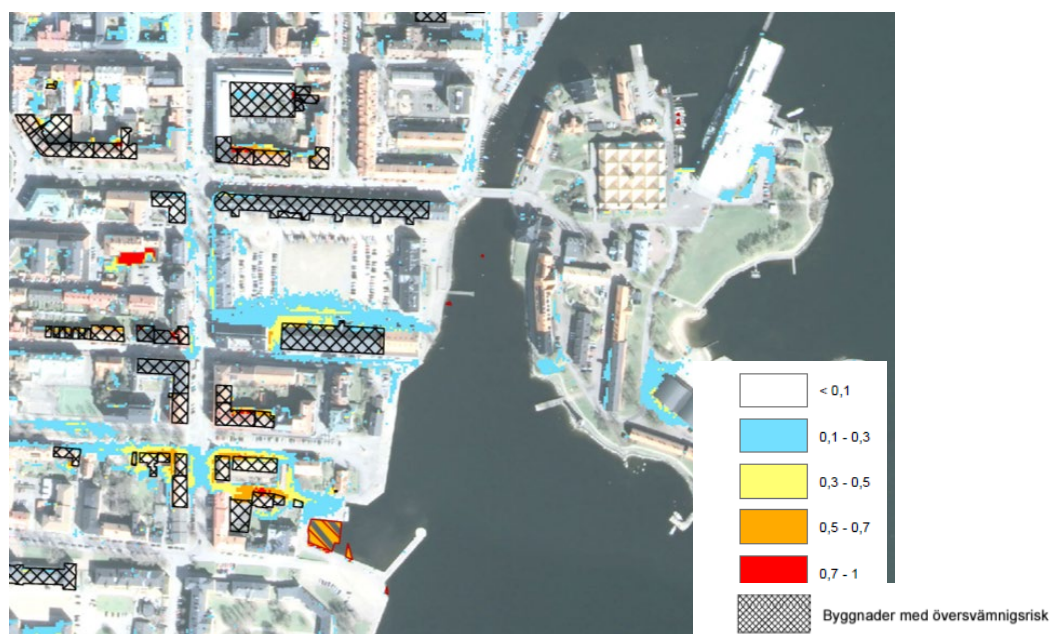 < 0,1
0,1 - 0,3
0,3 - 0,5
0,5 - 0,7
0,7 - 1
Byggnader med översvämnigsrisk